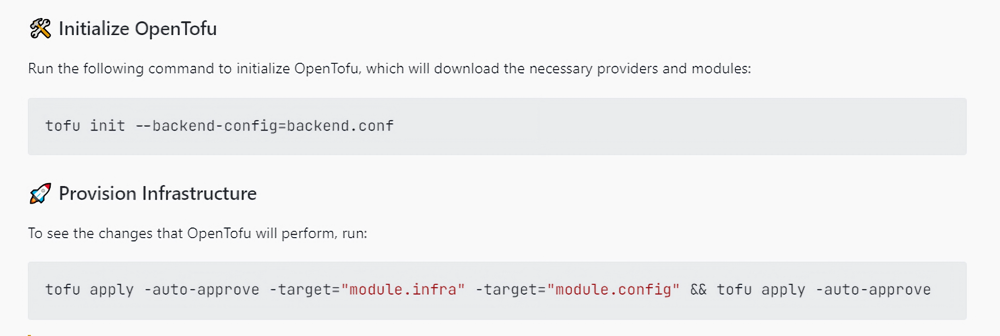 🛠 Initialize OpenTofu
Run the following command to initialize OpenTofu, which will download the necessary providers and modules:
tofu init --backend-config=backend.conf
🚀 Provision Infrastructure
To see the changes that OpenTofu will perform, run:
tofu apply -auto-approve -target="module.infra" -target="module.config" && tofu apply -auto-approve